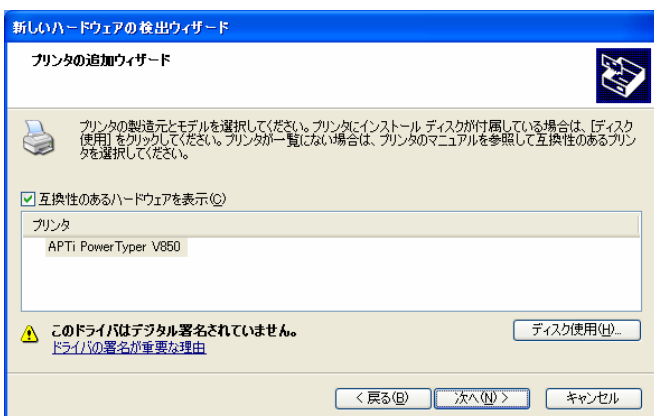 新しいハードウェアの検出ウィザード
プリンタの追加ウィザード
プリンタの製造元とモデルを選択してください。プリンタにインストール ディスクが付属している場合は、[ディスク
使用] をクリックしてください。プリンタが一覧にない場合は、プリンタのマニュアルを参照して互換性のあるプリン
タを選択してください。
互換性のあるハードウェアを表示(C)
プリンタ
APTi PowerTyper V850
このドライバはデジタル署名されていません。
ディスク使用(H)...
ドライバの署名が重要な理由
< 戻る(B)
次へ(N) >
キャンセル